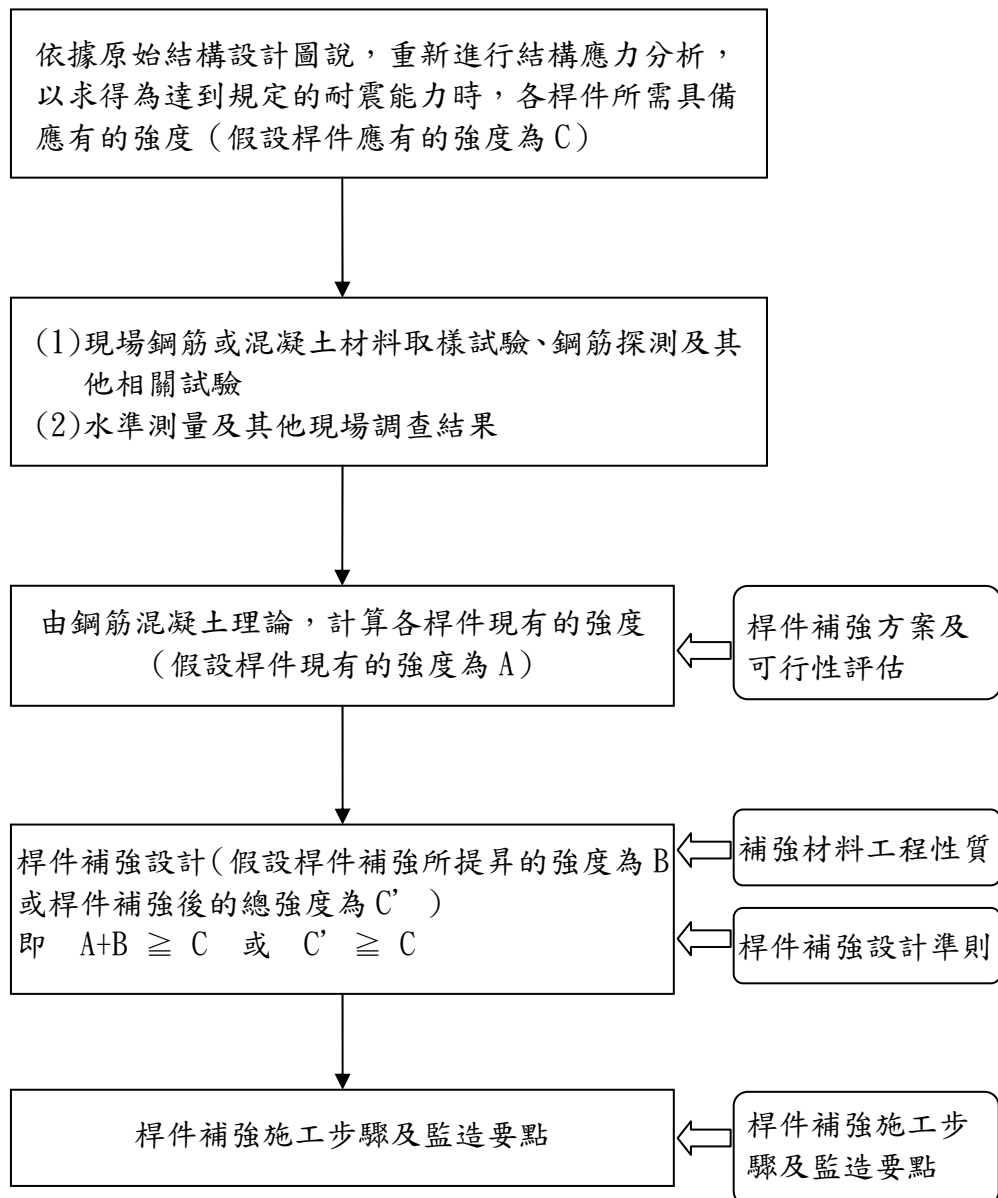 依據原始結構設計圖說，重新進行結構應力分析，
以求得為達到規定的耐震能力時，各桿件所需具備
應有的強度（假設桿件應有的強度為C）
(1)現場鋼筋或混凝土材料取樣試驗、鋼筋探測及其
他相關試驗
(2)水準測量及其他現場調查結果
由鋼筋混凝土理論，計算各桿件現有的強度
（假設桿件現有的強度為A）
桿件補強方案及
可行性評估
桿件補強設計(假設桿件補強所提昇的強度為B
或桿件補強後的總強度為C’ )
即 A+B ≧ C 或 C’ ≧ C
補強材料工程性質
桿件補強設計準則
桿件補強施工步驟及監造要點
桿件補強施工步
驟及監造要點